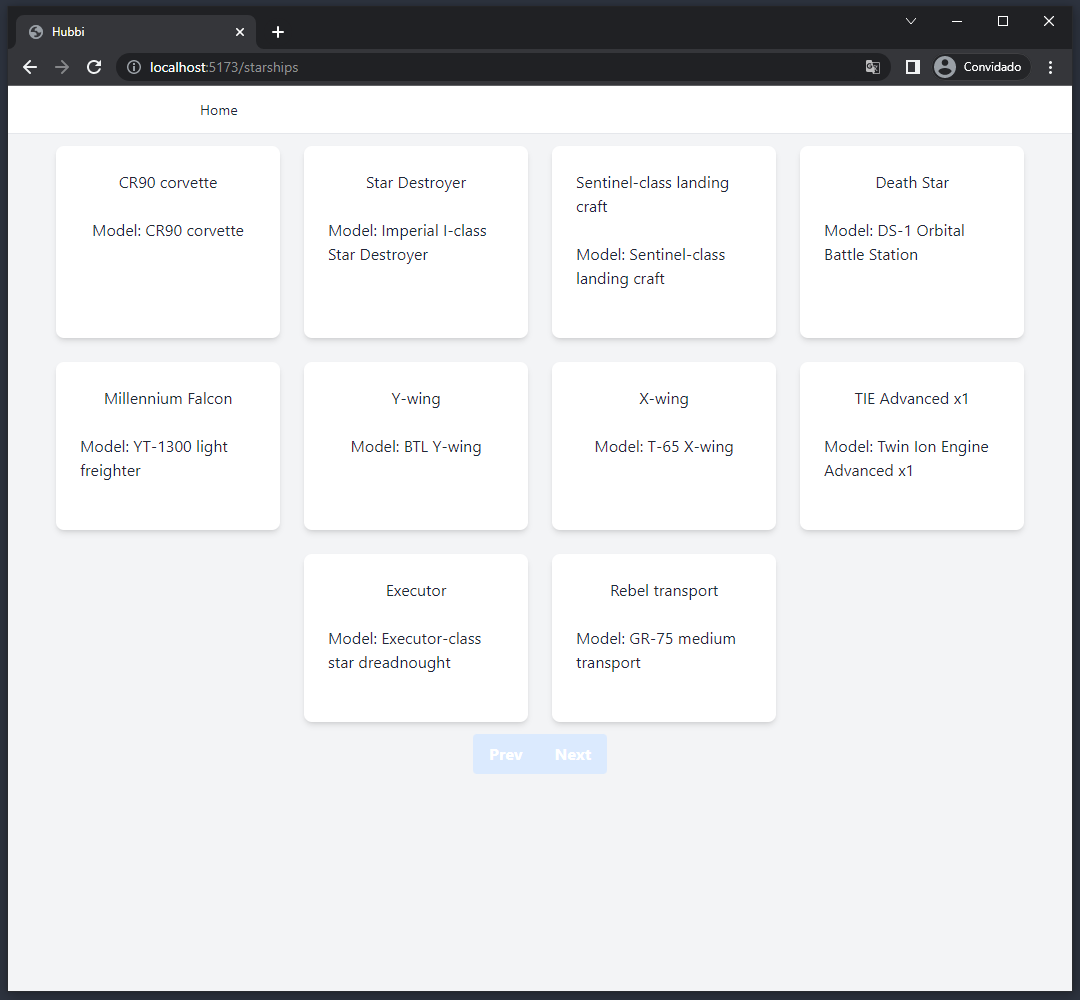 Hubbi
localhost:5173/starships
Convidado
Home
CR90 corvette
Model: CR90 corvette
Star Destroyer
Model: Imperial I-class
Star Destroyer
Sentinel-class landing
craft
Model: Sentinel-class
landing craft
Death Star
Model: DS-1 Orbital
Battle Station
Millennium Falcon
Model: YT-1300 light
freighter
Y-wing
Model: BTL Y-wing
X-wing
Model: T-65 X-wing
TIE Advanced x1
Model: Twin Ion Engine
Advanced x1
Executor
Model: Executor-class
star dreadnought
Rebel transport
Model: GR-75 medium
transport
Prev Next